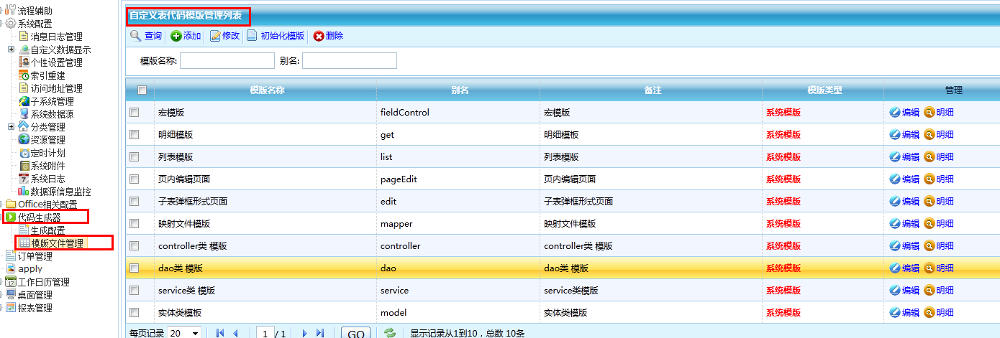 流程辅助
系统配置
消息日志管理
自定义数据显示
个性设置管理
索引重建
访问地址管理
子系统管理
系统数据源
分类管理
资源管理
定时计划
系统附件
系统日志
数据源信息监控
Office相关配置
代码生成器
生成配置
模版文件管理
订单管理
apply
工作日历管理
桌面管理
报表管理
自定义表代码模版管理列表
查询 添加 修改 初始化模版 删除
模版名称: 别名:
模版名称 别名 备注 模版类型 管理
宏模版 fieldControl 宏模版 系统模版 编辑 明细
明细模版 get 明细模板 系统模版 编辑 明细
列表模版 list 列表模版 系统模版 编辑 明细
页内编辑页面 pageEdit 页内编辑页面 系统模版 编辑 明细
子表弹框形式页面 edit 子表弹框形式页面 系统模版 编辑 明细
映射文件模版 mapper 映射文件模版 系统模版 编辑 明细
controller类 模版 controller controller类 模版 系统模版 编辑 明细
dao类 模版 dao dao类 模版 系统模版 编辑 明细
service类 模版 service service类模版 系统模版 编辑 明细
实体类模板 model 实体类模版 系统模版 编辑 明细
每页记录 20 1 / 1 GO 显示记录从1到10，总数 10条